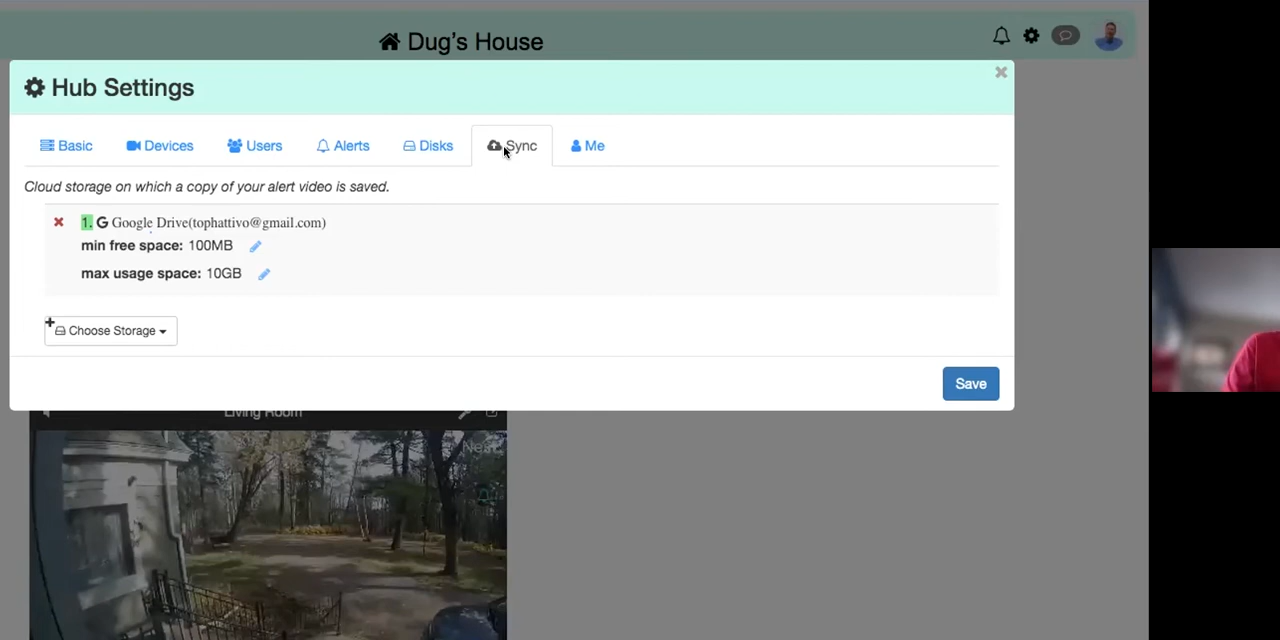 Dug's House
Hub Settings
Basic Devices Users Alerts Disks Sync Me
Cloud storage on which a copy of your alert video is saved.
1. G Google Drive(tophattivo@gmail.com)
min free space: 100MB
max usage space: 10GB
Choose Storage
Save
Living Room
Nest